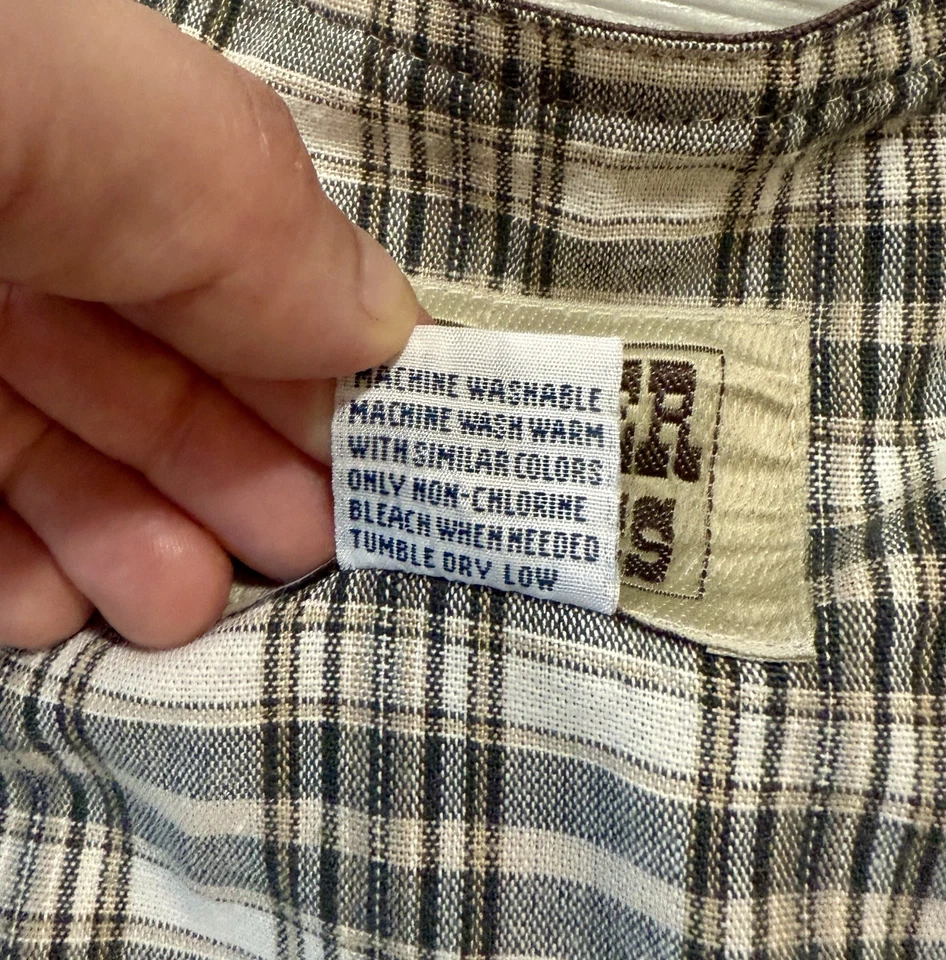 MACHINE WASHABLE
MACHINE WASH WARM
WITH SIMILAR COLORS
ONLY NON-CHLORINE
BLEACH WHEN NEEDED
TUMBLE DRY LOW